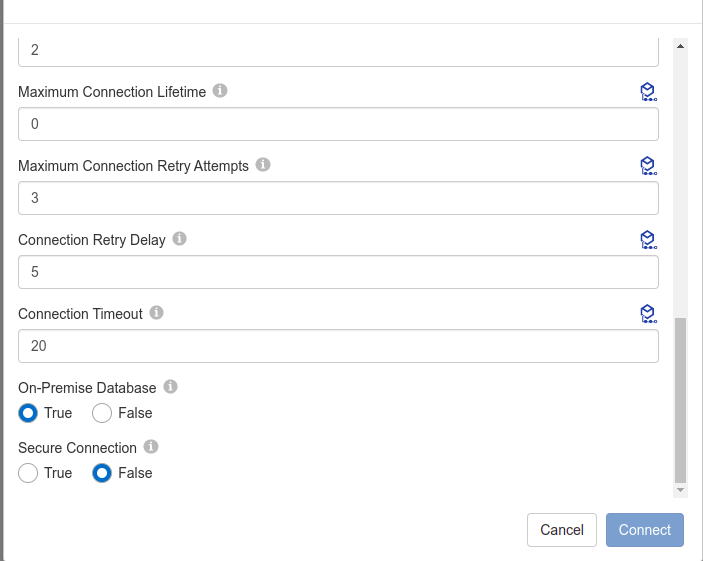 2
Maximum Connection Lifetime
0
Maximum Connection Retry Attempts
3
Connection Retry Delay
5
Connection Timeout
20
On-Premise Database
True False
Secure Connection
True False
Cancel Connect